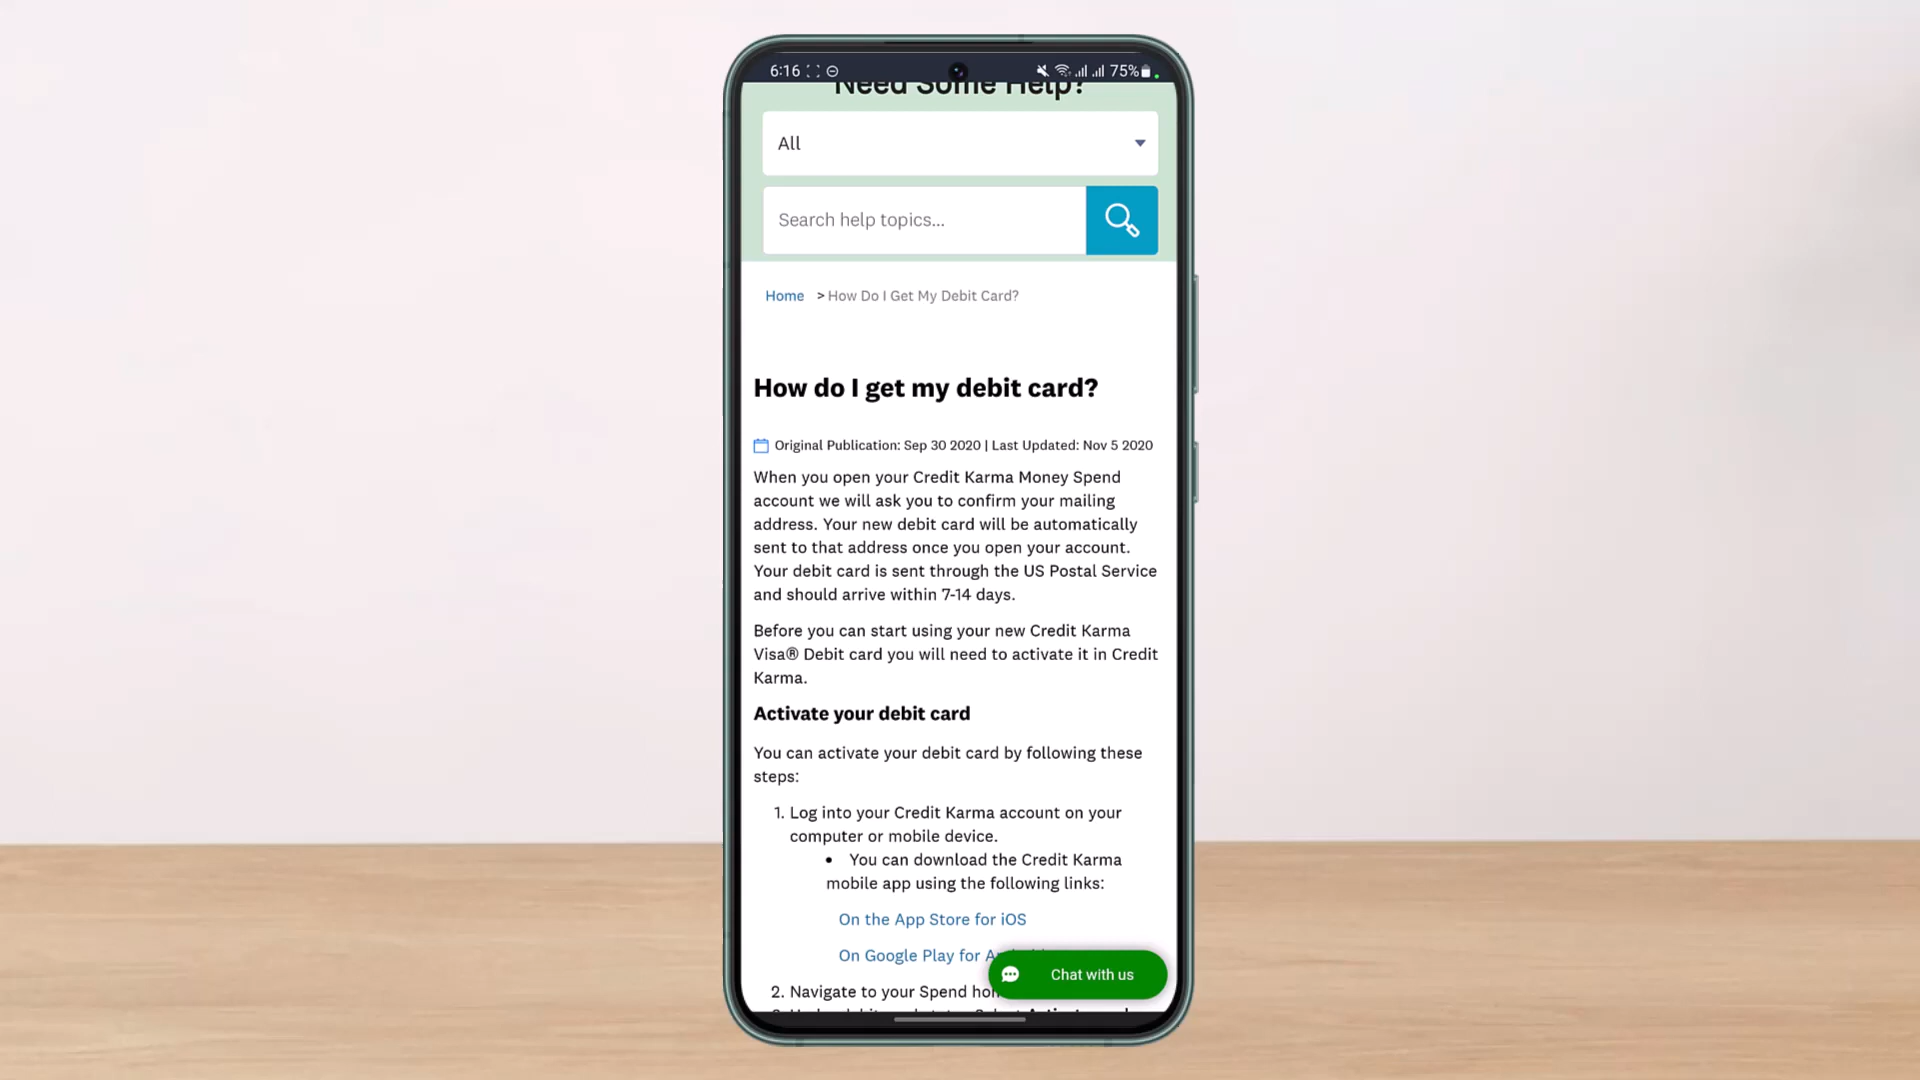 6:16
75%
Need Some Help?
All
Search help topics...
Home > How Do I Get My Debit Card?
How do I get my debit card?
Original Publication: Sep 30 2020 | Last Updated: Nov 5 2020
When you open your Credit Karma Money Spend
account we will ask you to confirm your mailing
address. Your new debit card will be automatically
sent to that address once you open your account.
Your debit card is sent through the US Postal Service
and should arrive within 7-14 days.
Before you can start using your new Credit Karma
Visa® Debit card you will need to activate it in Credit
Karma.
Activate your debit card
You can activate your debit card by following these
steps:
1. Log into your Credit Karma account on your
computer or mobile device.
• You can download the Credit Karma
mobile app using the following links:
On the App Store for iOS
On Google Play for
Chat with us
2. Navigate to your Spend